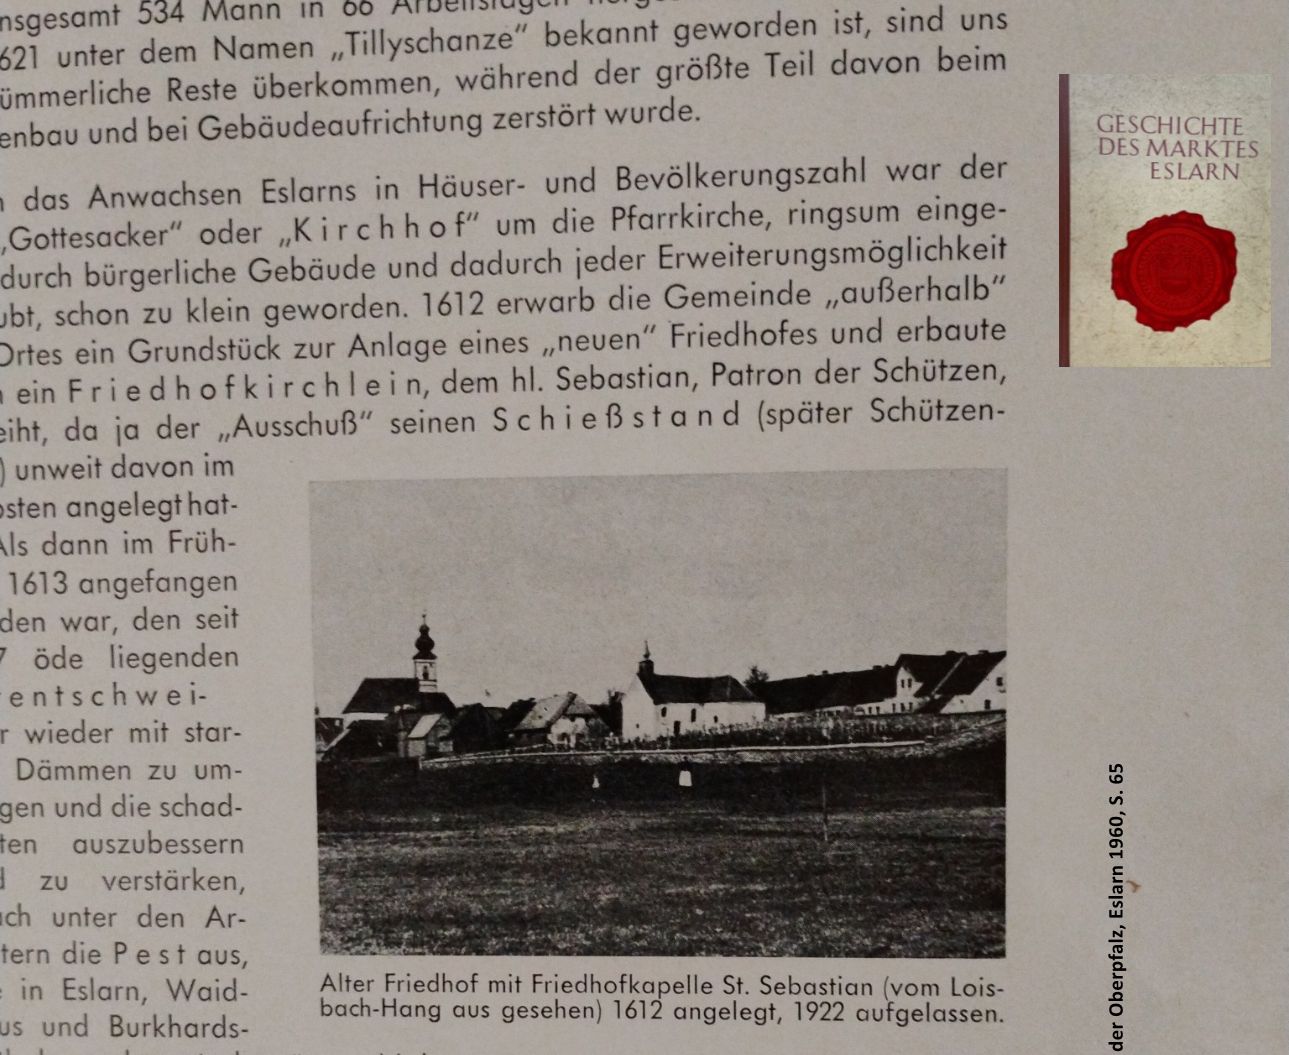 insgesamt 534 Mann in 66
621 unter dem Namen „Tillyschanze“ bekannt geworden ist, sind uns
ümmerliche Reste überkommen, während der größte Teil davon beim
enbau und bei Gebäudeaufrichtung zerstört wurde.
das Anwachsen Eslarns in Häuser- und Bevölkerungszahl war der
„Gottesacker“ oder „Kirchhof“ um die Pfarrkirche, ringsum einge-
durch bürgerliche Gebäude und dadurch jeder Erweiterungsmöglichkeit
ubt, schon zu klein geworden. 1612 erwarb die Gemeinde „außerhalb“
Ortes ein Grundstück zur Anlage eines „neuen“ Friedhofes und erbaute
ein Friedhofkirchlein, dem hl. Sebastian, Patron der Schützen,
eiht, da ja der „Ausschuß“ seinen Schießstand (später Schützen-
) unweit davon im
osten angelegt hat-
Als dann im Früh-
1613 angefangen
den war, den seit
7 öde liegenden
entschwei-
r wieder mit star-
Dämmen zu um-
gen und die schad-
ten auszubessern
d zu verstärken,
ach unter den Ar-
tern die Pest aus,
e in Eslarn, Waid-
us und Burkhards-
Alter Friedhof mit Friedhofkapelle St. Sebastian (vom Lois-
bach-Hang aus gesehen) 1612 angelegt, 1922 aufgelassen.
GESCHICHTE
DES MARKTES
ESLARN
der Oberpfalz, Eslarn 1960, S. 65